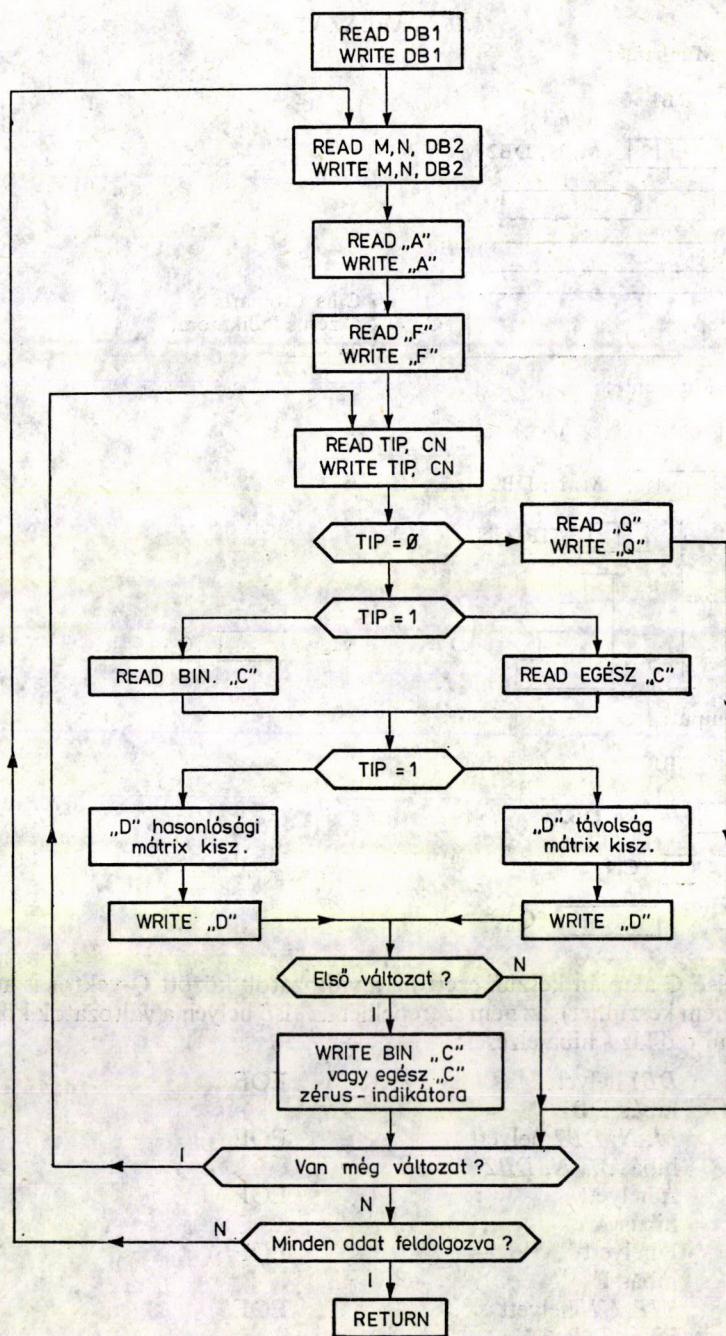 READ DB1
WRITE DB1
READ M,N, DB2
WRITE M,N, DB2
READ „A”
WRITE „A”
READ „F”
WRITE „F”
READ TIP, CN
WRITE TIP, CN
TIP = Ø
READ „Q”
WRITE „Q”
TIP = 1
READ BIN. „C”
READ EGÉSZ „C”
TIP = 1
„D” hasonlósági
mátrix kisz.
„D” távolság
mátrix kisz.
WRITE „D”
WRITE „D”
Első változat ?
N
I
WRITE BIN „C”
vagy egész „C”
zérus - indikátora
I
Van még változat ?
N
N
Minden adat feldolgozva ?
I
RETURN